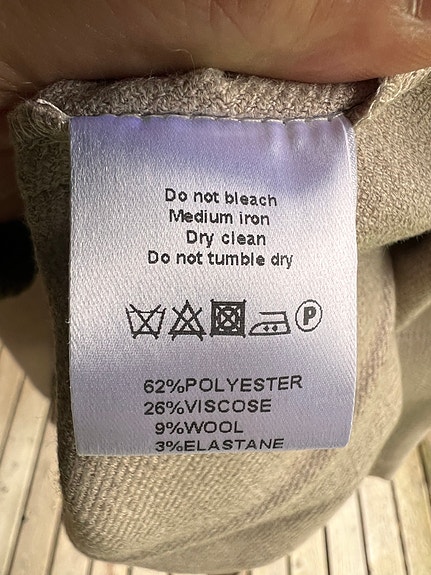 Do not bleach
Medium iron
Dry clean
Do not tumble dry
P
62%POLYESTER
26%VISCOSE
9%WOOL
3%ELASTANE